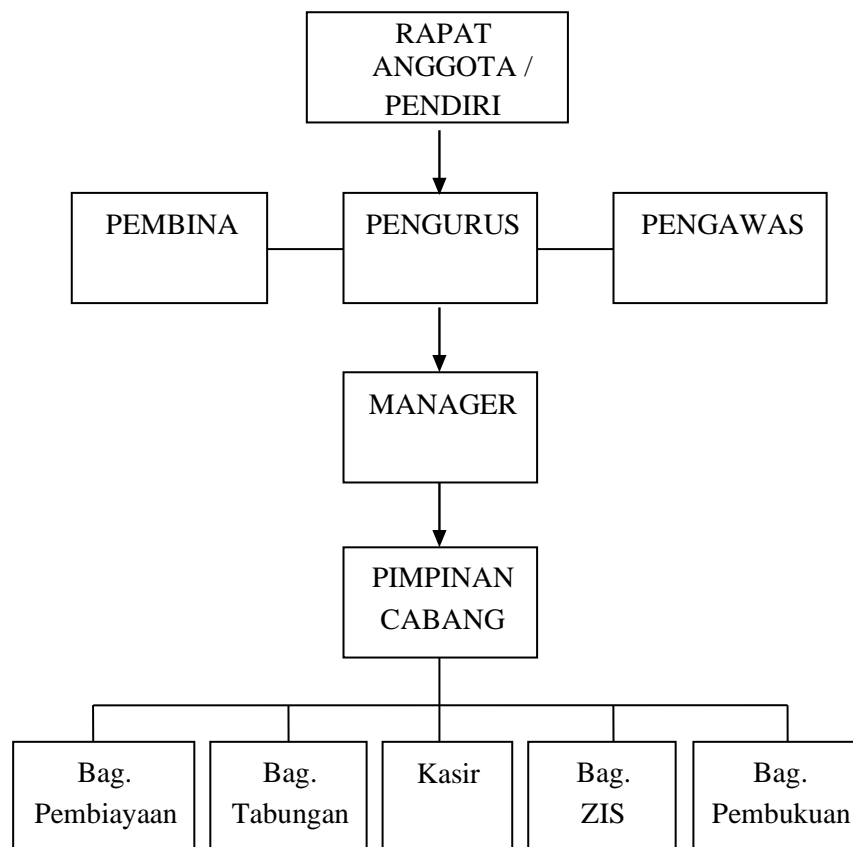 RAPAT
ANGGOTA /
PENDIRI
PEMBINA
PENGURUS
PENGAWAS
MANAGER
PIMPINAN
CABANG
Bag.
Pembiayaan
Bag.
Tabungan
Kasir
Bag.
ZIS
Bag.
Pembukuan